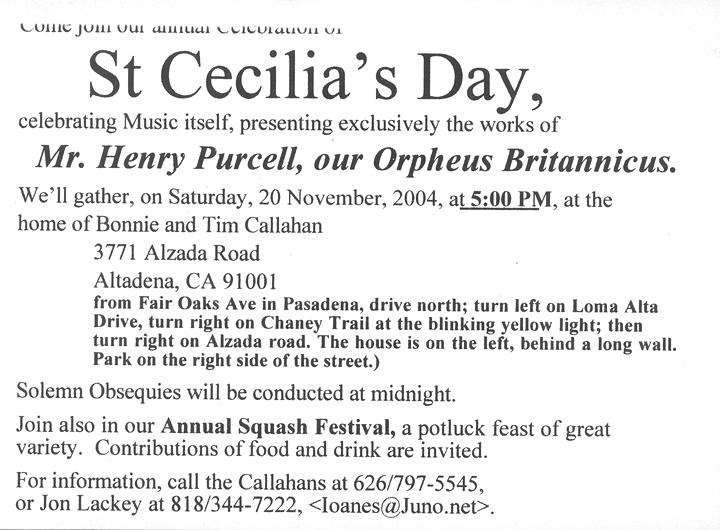 Come join our annual Celebration of
St Cecilia's Day,
celebrating Music itself, presenting exclusively the works of
Mr. Henry Purcell, our Orpheus Britannicus.
We'll gather, on Saturday, 20 November, 2004, at 5:00 PM, at the
home of Bonnie and Tim Callahan
3771 Alzada Road
Altadena, CA 91001
from Fair Oaks Ave in Pasadena, drive north; turn left on Loma Alta
Drive, turn right on Chaney Trail at the blinking yellow light; then
turn right on Alzada road. The house is on the left, behind a long wall.
Park on the right side of the street.)
Solemn Obsequies will be conducted at midnight.
Join also in our Annual Squash Festival, a potluck feast of great
variety.  Contributions of food and drink are invited.
For information, call the Callahans at 626/797-5545,
or Jon Lackey at 818/344-7222, <Ioanes@Juno.net>.